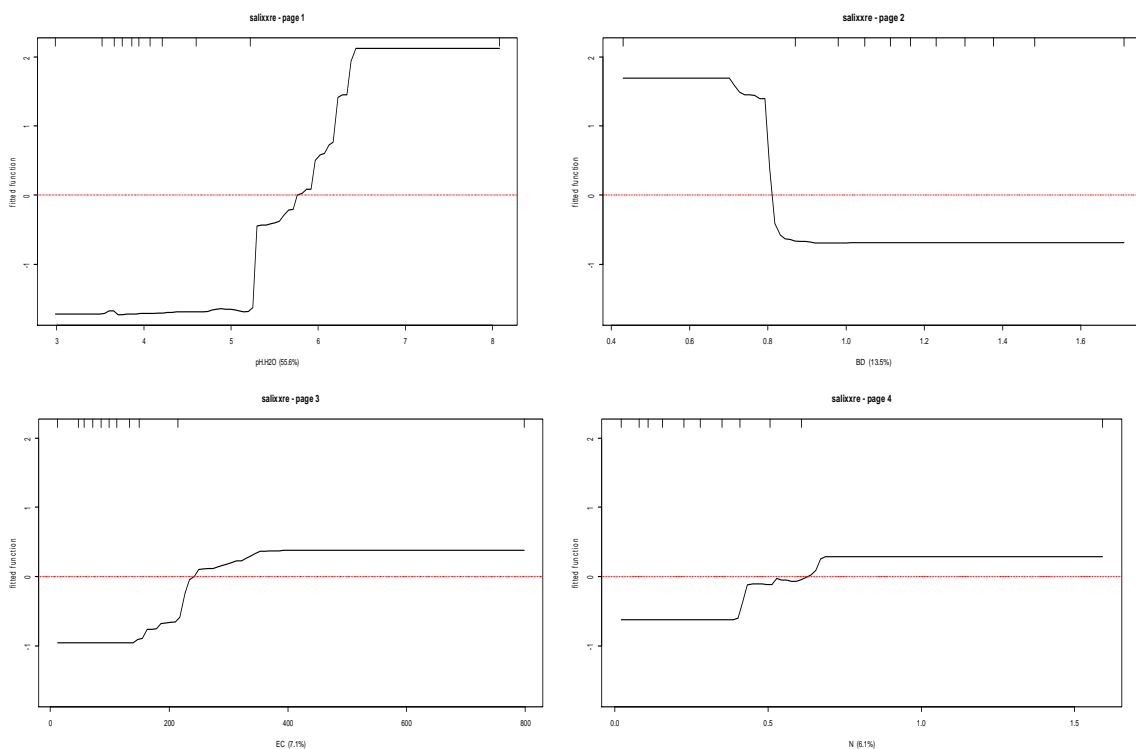 salixxre - page 1
fitted function
2
1
0
-1
3 4 5 6 7 8
pH.H2O (55.6%)
salixxre - page 2
fitted function
2
1
0
-1
0.4 0.6 0.8 1.0 1.2 1.4 1.6
BD (13.5%)
salixxre - page 3
fitted function
2
1
0
-1
0 200 400 600 800
EC (7.1%)
salixxre - page 4
fitted function
2
1
0
-1
0.0 0.5 1.0 1.5
N (6.1%)